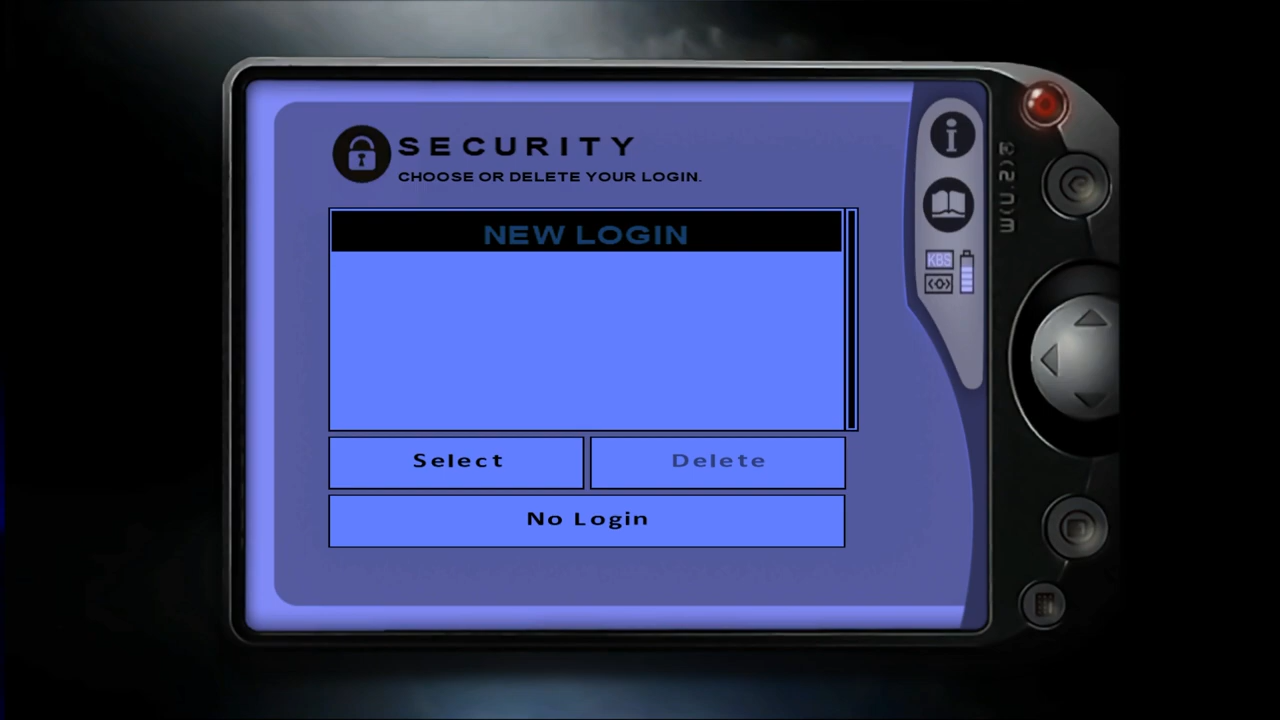 SECURITY
CHOOSE OR DELETE YOUR LOGIN.
NEW LOGIN
Select
Delete
No Login
KBS